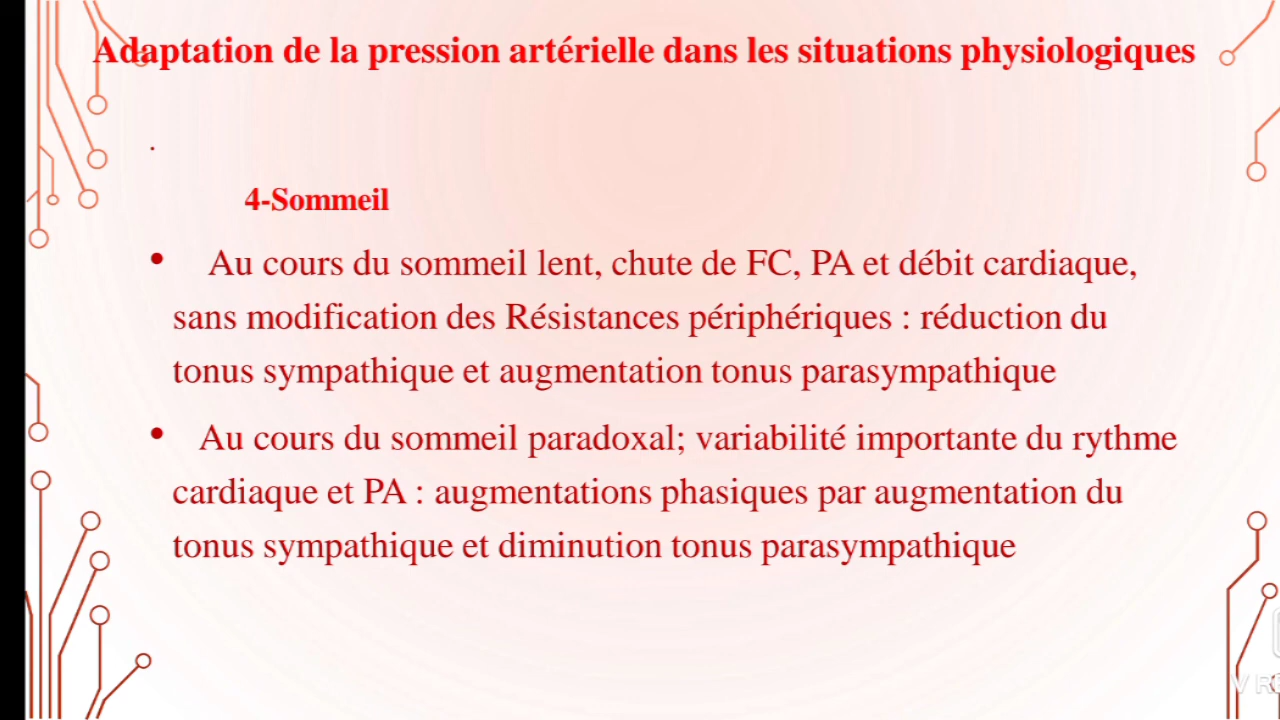 Adaptation de la pression artérielle dans les situations physiologiques
4-Sommeil
• Au cours du sommeil lent, chute de FC, PA et débit cardiaque,
sans modification des Résistances périphériques : réduction du
tonus sympathique et augmentation tonus parasympathique
• Au cours du sommeil paradoxal; variabilité importante du rythme
cardiaque et PA : augmentations phasiques par augmentation du
tonus sympathique et diminution tonus parasympathique